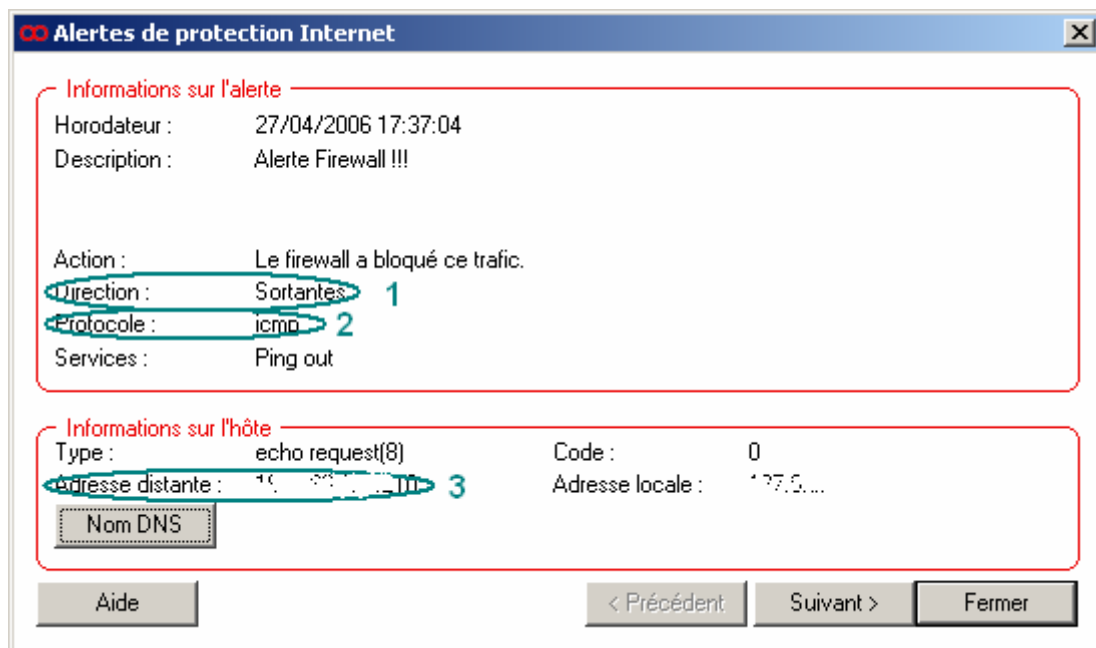 Alertes de protection Internet
Informations sur l'alerte
Horodateur : 27/04/2006 17:37:04
Description : Alerte Firewall !!!
Action : Le firewall a bloqué ce trafic.
Direction : Sortantes 1
Protocole : icmp 2
Services : Ping out
Informations sur l'hôte
Type : echo request(8) Code : 0
Adresse distante : 3 Adresse locale :
Nom DNS
Aide < Précédent Suivant > Fermer